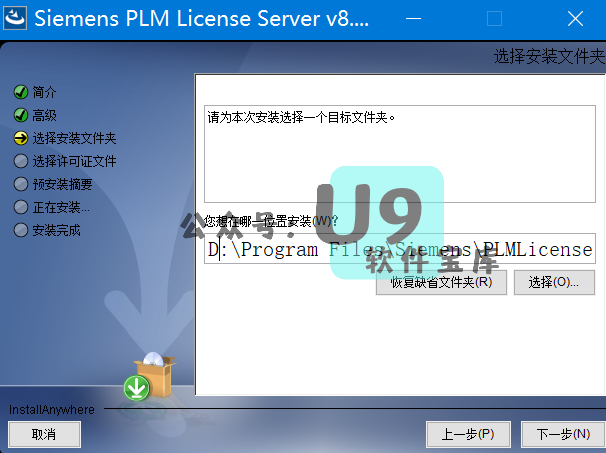 Siemens PLM License Server v8....
选择安装文件夹
简介
高级
选择安装文件夹
选择许可证文件
预安装摘要
正在安装...
安装完成
请为本次安装选择一个目标文件夹。
您想在哪一位置安装(W)?
D:\Program Files\Siemens\PLMLicense
恢复缺省文件夹(R)
选择(O)...
公众号:
U9
软件宝库
InstallAnywhere
取消
上一步(P)
下一步(N)